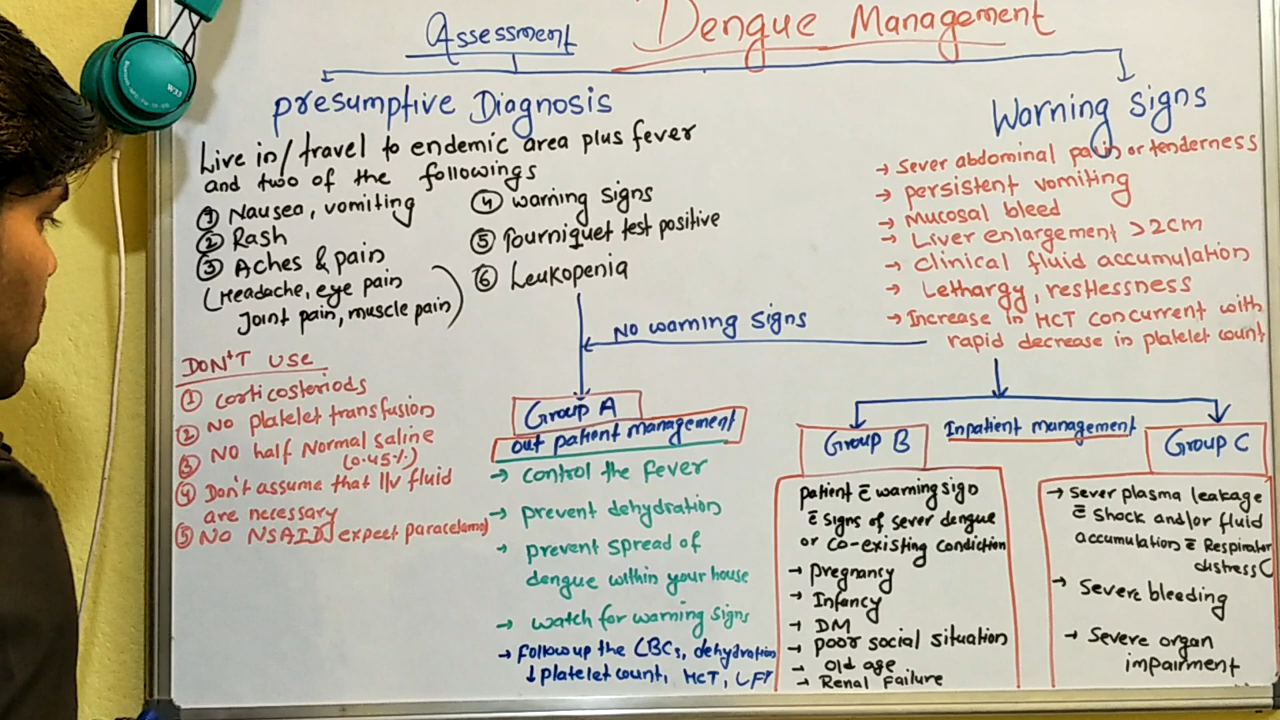 Assessment Dengue Management
presumptive Diagnosis
Live in/travel to endemic area plus fever
and two of the followings
① Nausea, vomiting
② Rash
③ Aches & pain
(Headache, eye pain
Joint pain, muscle pain)
④ warning signs
⑤ Tourniquet test positive
⑥ Leukopenia
Warning signs
→ Sever abdominal pain or tenderness
→ persistent vomiting
→ Mucosal bleed
→ Liver enlargement >2cm
→ clinical fluid accumulation
→ Lethargy, restlessness
→ Increase in HCT concurrent with
rapid decrease in platelet count
No warning signs
DON'T USE
① corticosteriods
② No platelet transfusion
③ NO half Normal saline
(0.45%)
④ Don't assume that I/v fluid
are necessary
⑤ No NSAIDs expect paracetamol
Group A
out patient management
→ control the fever
→ prevent dehydration
→ prevent spread of
dengue within your house
→ watch for warning signs
→ follow up the CBCs, dehydration
↓ platelet count, HCT, LFT
Inpatient management
Group B
patient c̄ warning sign
c̄ signs of sever dengue
or co-existing condiction
→ pregnancy
→ Infancy
→ DM
→ poor social situation
→ old age
→ Renal Failure
Group C
→ Sever plasma leakage
c̄ shock and/or fluid
accumulation c̄ Respirator
distress
→ Severe bleeding
→ Severe organ
impairment
W33